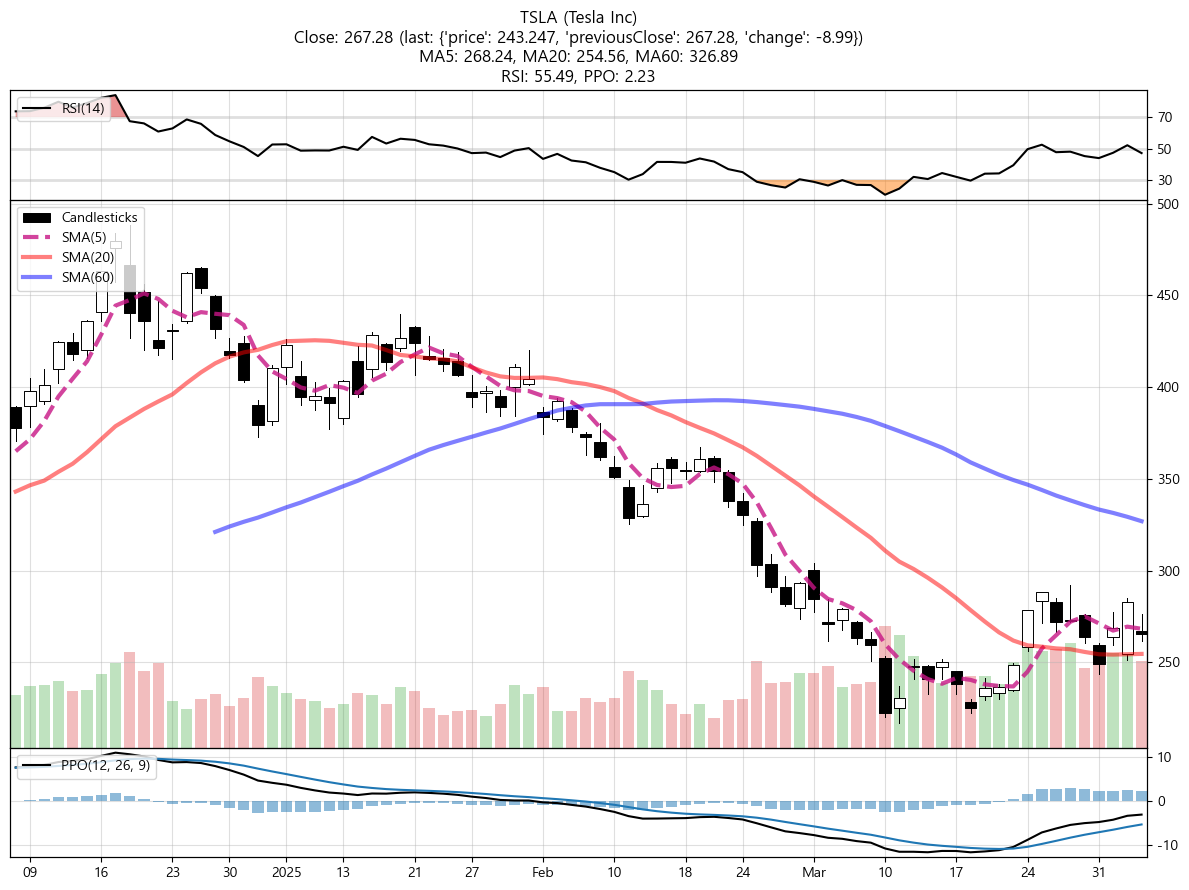 TSLA (Tesla Inc)
Close: 267.28 (last: {'price': 243.247, 'previousClose': 267.28, 'change': -8.99})
MA5: 268.24, MA20: 254.56, MA60: 326.89
RSI: 55.49, PPO: 2.23
RSI(14)
70
50
30
Candlesticks
SMA(5)
SMA(20)
SMA(60)
500
450
400
350
300
250
PPO(12, 26, 9)
10
0
-10
09 16 23 30 2025 13 21 27 Feb 10 18 24 Mar 10 17 24 31